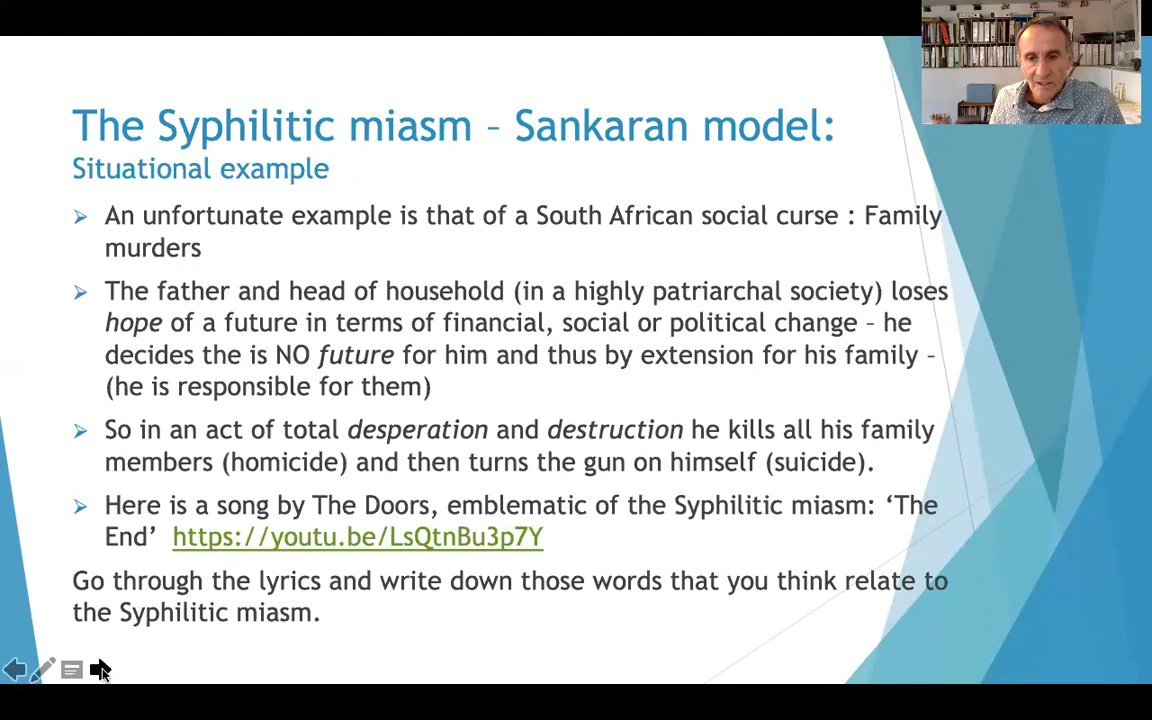 The Syphilitic miasm – Sankaran model:
Situational example
An unfortunate example is that of a South African social curse : Family
murders
The father and head of household (in a highly patriarchal society) loses
hope of a future in terms of financial, social or political change – he
decides the is NO future for him and thus by extension for his family –
(he is responsible for them)
So in an act of total desperation and destruction he kills all his family
members (homicide) and then turns the gun on himself (suicide).
Here is a song by The Doors, emblematic of the Syphilitic miasm: ‘The
End’ https://youtu.be/LsQtnBu3p7Y
Go through the lyrics and write down those words that you think relate to
the Syphilitic miasm.